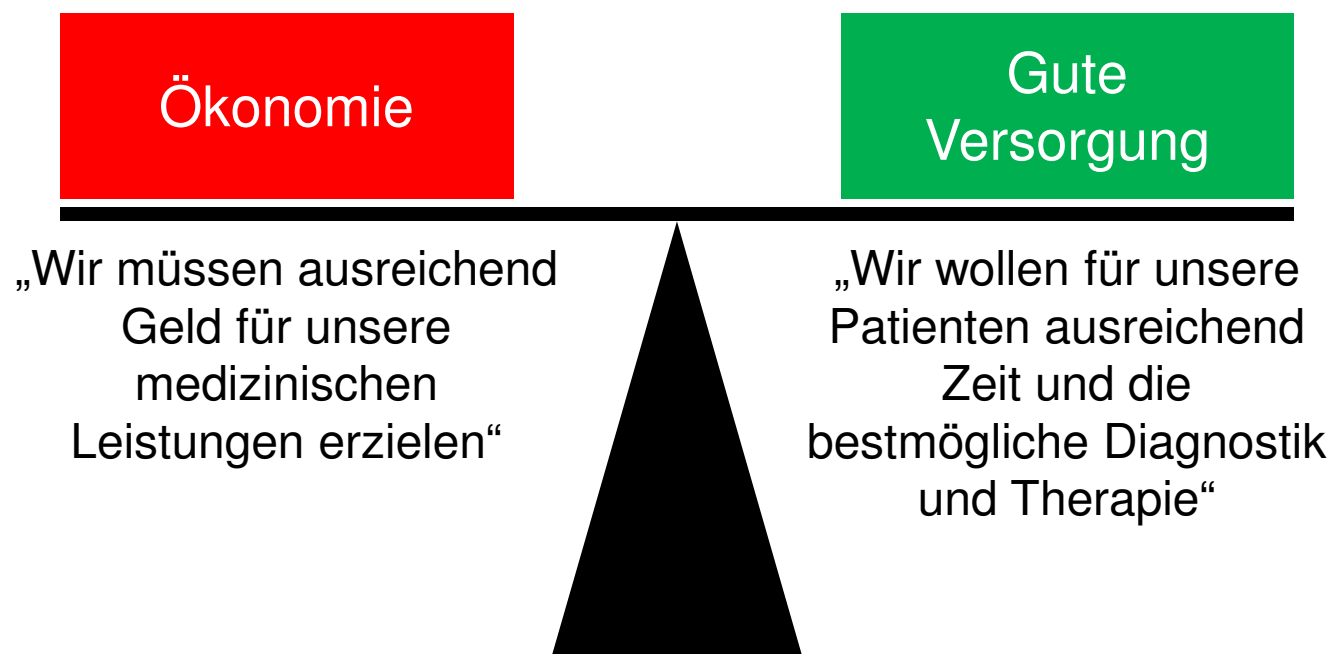 Ökonomie
Gute
Versorgung
„Wir müssen ausreichend
Geld für unsere
medizinischen
Leistungen erzielen“
„Wir wollen für unsere
Patienten ausreichend
Zeit und die
bestmögliche Diagnostik
und Therapie“